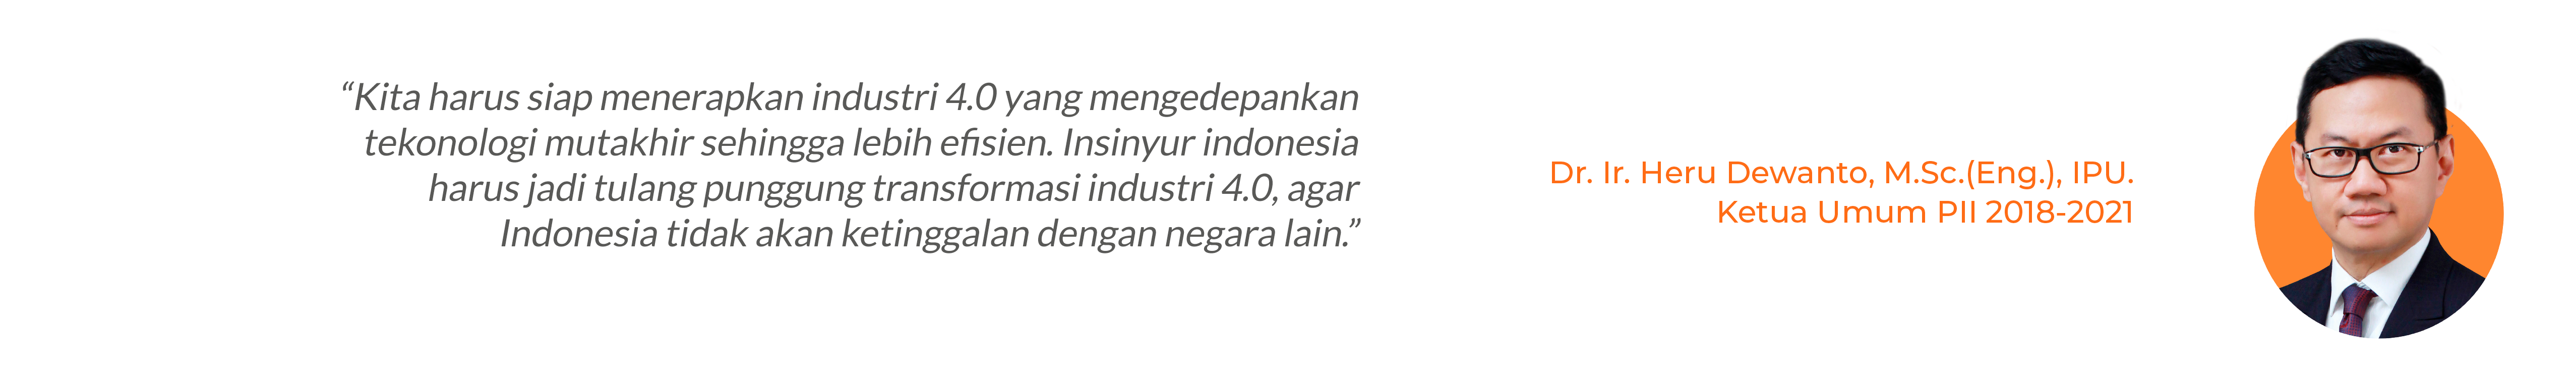 “Kita harus siap menerapkan industri 4.0 yang mengedepankan
tekonologi mutakhir sehingga lebih efisien. Insinyur indonesia
harus jadi tulang punggung transformasi industri 4.0, agar
Indonesia tidak akan ketinggalan dengan negara lain.”
Dr. Ir. Heru Dewanto, M.Sc.(Eng.), IPU.
Ketua Umum PII 2018-2021